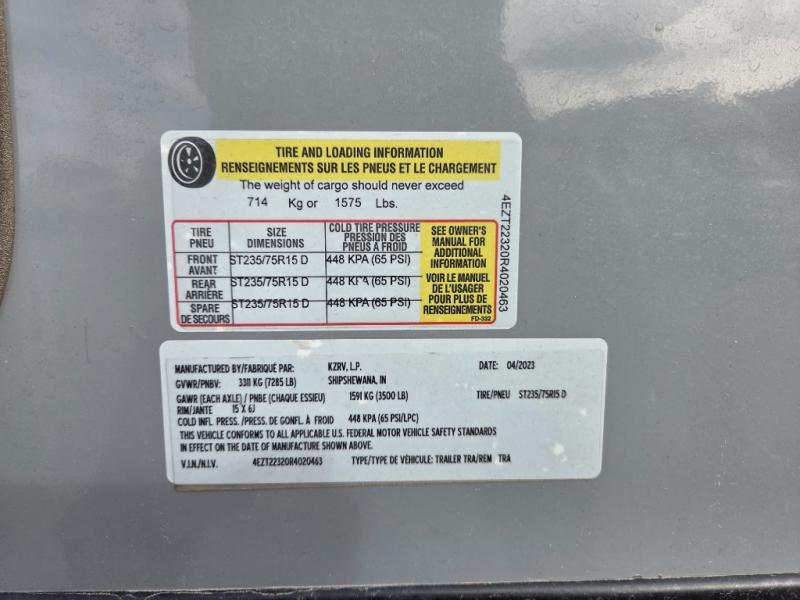 TIRE AND LOADING INFORMATION
RENSEIGNEMENTS SUR LES PNEUS ET LE CHARGEMENT
The weight of cargo should never exceed
714 Kg or 1575 Lbs.
TIRE PNEU
SIZE DIMENSIONS
COLD TIRE PRESSURE
PRESSION DES
PNEUS A FROID
FRONT AVANT
ST235/75R15 D
448 KPA (65 PSI)
REAR ARRIÈRE
ST235/75R15 D
448 KPA (65 PSI)
SPARE DE SECOURS
ST235/75R15 D
448 KPA (65 PSI)
SEE OWNER'S
MANUAL FOR
ADDITIONAL
INFORMATION
VOIR LE MANUEL
DE L'USAGER
POUR PLUS DE
RENSEIGNEMENTS
FD-332
4EZT22320R4020463
MANUFACTURED BY/FABRIQUÉ PAR: KZRV, L.P. DATE: 04/2023
GVWR/PNBV: 3311 KG (7285 LB) SHIPSHEWANA, IN
GAWR (EACH AXLE) / PNBE (CHAQUE ESSIEU) 1591 KG (3500 LB) TIRE/PNEU ST235/75R15 D
RIM/JANTE 15 X 6J
COLD INFL. PRESS. /PRESS. DE GONFL. À FROID 448 KPA (65 PSI/LPC)
THIS VEHICLE CONFORMS TO ALL APPLICABLE U.S. FEDERAL MOTOR VEHICLE SAFETY STANDARDS
IN EFFECT ON THE DATE OF MANUFACTURE SHOWN ABOVE.
V.I.N./N.I.V. 4EZT22320R4020463 TYPE/TYPE DE VÉHICULE: TRAILER TRA/REM TRA